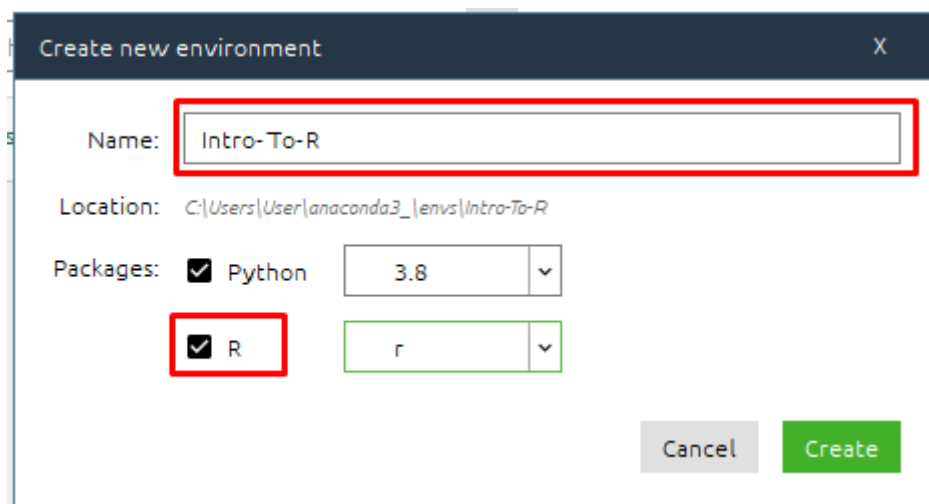 Create new environment X
Name: Intro-To-R
Location: C:\Users\User\anaconda3_\envs\Intro-To-R
Packages: Python 3.8
R r
Cancel Create